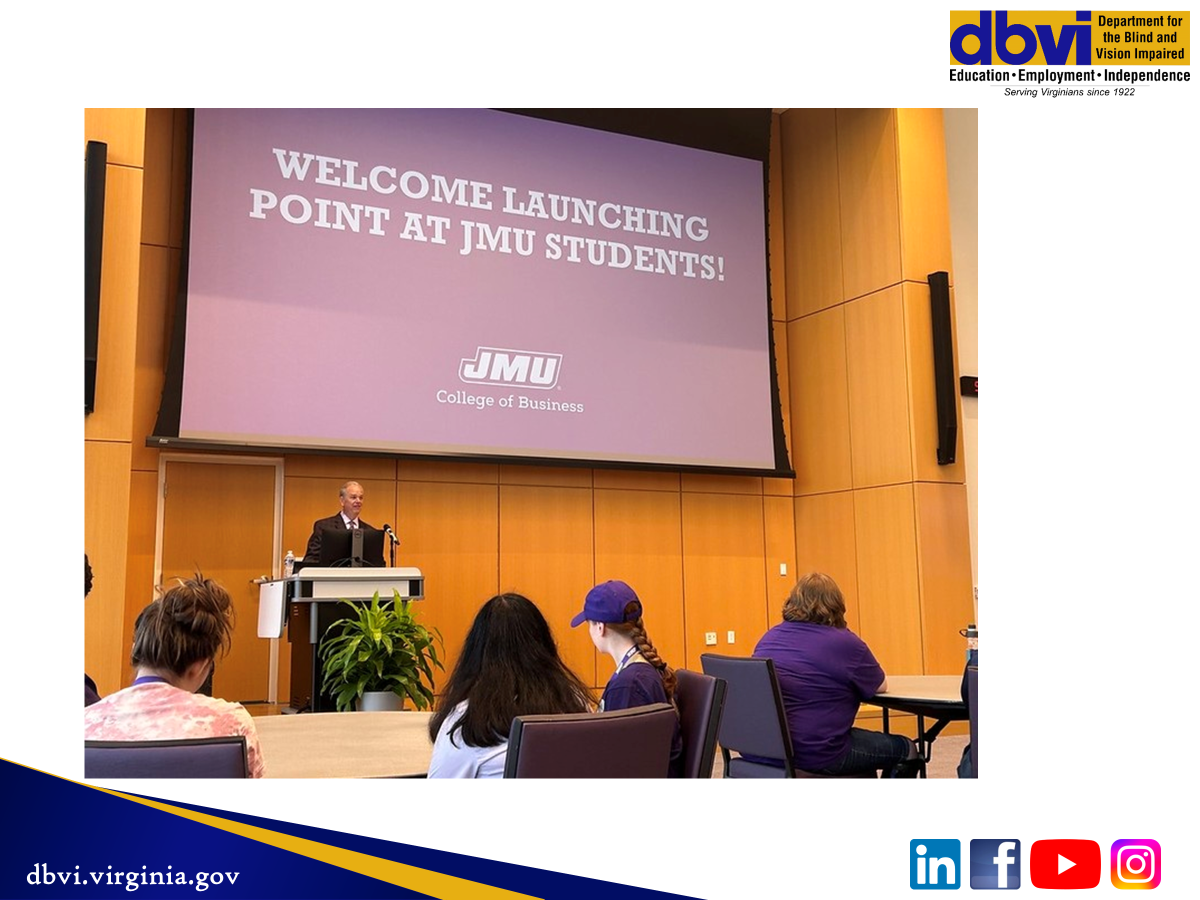 dbvi
Department for
the Blind and
Vision Impaired
Education • Employment • Independence
Serving Virginians since 1922
WELCOME LAUNCHING
POINT AT JMU STUDENTS!
JMU
College of Business
dbvi.virginia.gov
in
f